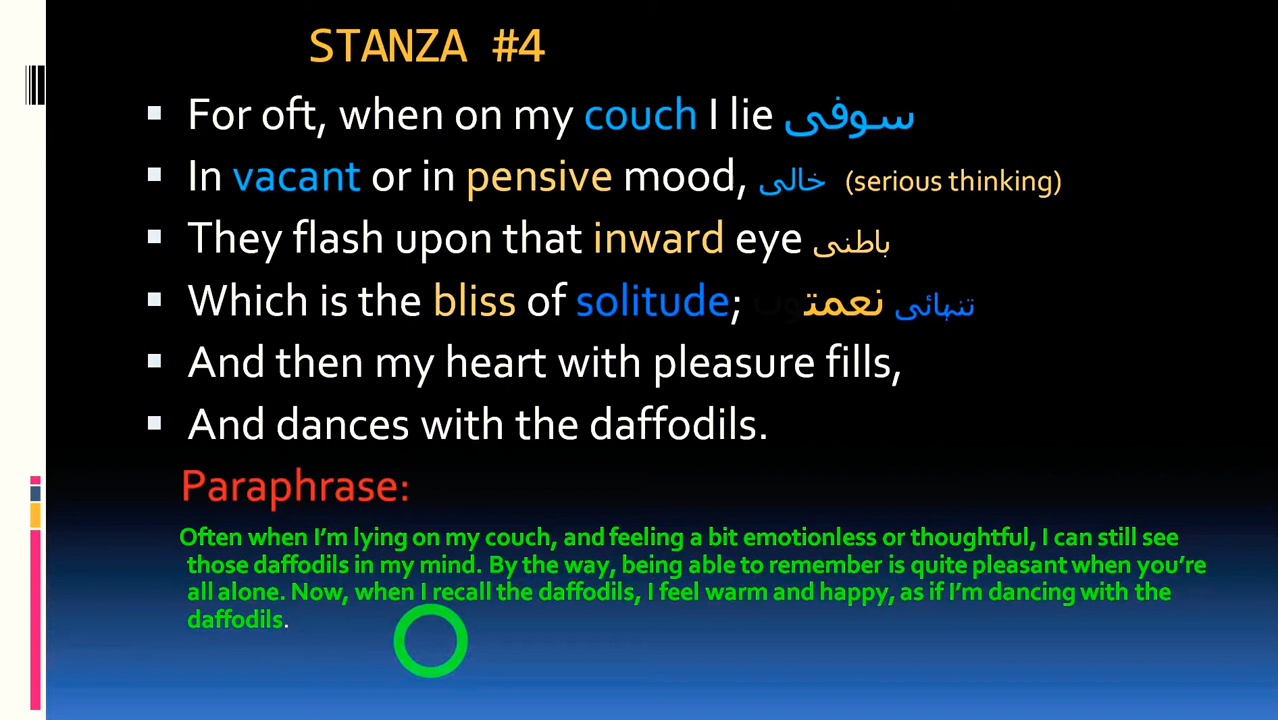 STANZA #4
For oft, when on my couch I lie سوفی
In vacant or in pensive mood, خالی (serious thinking)
They flash upon that inward eye باطنی
Which is the bliss of solitude; نعمتوں تنہائی
And then my heart with pleasure fills,
And dances with the daffodils.
Paraphrase:
Often when I’m lying on my couch, and feeling a bit emotionless or thoughtful, I can still see
those daffodils in my mind. By the way, being able to remember is quite pleasant when you’re
all alone. Now, when I recall the daffodils, I feel warm and happy, as if I’m dancing with the
daffodils.